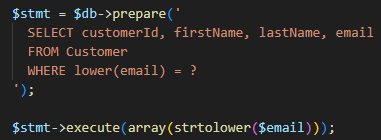 $stmt = $db->prepare('
  SELECT customerId, firstName, lastName, email
  FROM Customer
  WHERE lower(email) = ?
');

$stmt->execute(array(strtolower($email)));